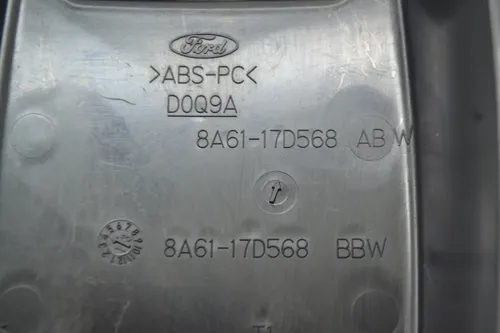 Ford
>ABS-PC<
D0Q9A
8A61-17D568 AB W
8A61-17D568 BBW